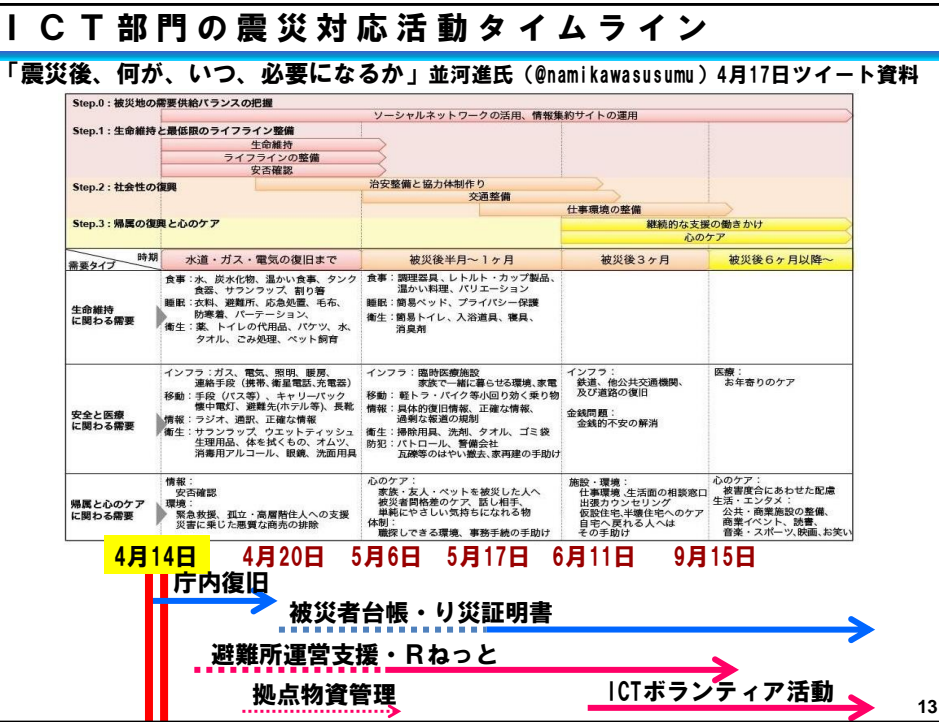 ＩＣＴ部門の震災対応活動タイムライン
「震災後、何が、いつ、必要になるか」並河進氏（@namikawasusumu）4月17日ツイート資料
Step.0：被災地の需要供給バランスの把握
ソーシャルネットワークの活用、情報集約サイトの運用
Step.1：生命維持と最低限のライフライン整備
生命維持
ライフラインの整備
安否確認
Step.2：社会性の復興
治安整備と協力体制作り
交通整備
仕事環境の整備
Step.3：帰属の復興と心のケア
継続的な支援の働きかけ
心のケア
時期
需要タイプ
水道・ガス・電気の復旧まで
被災後半月～1ヶ月
被災後3ヶ月
被災後6ヶ月以降～
生命維持
に関わる需要
食事：水、炭水化物、温かい食事、タンク
食器、サランラップ、割り箸
睡眠：衣料、避難所、応急処置、毛布、
防寒着、パーテーション、
衛生：薬、トイレの代用品、バケツ、水、
タオル、ごみ処理、ペット飼育
食事：調理器具、レトルト・カップ製品、
温かい料理、バリエーション
睡眠：簡易ベッド、プライバシー保護
衛生：簡易トイレ、入浴道具、寝具、
消臭剤
安全と医療
に関わる需要
インフラ：ガス、電気、照明、暖房、
連絡手段（携帯、衛星電話、充電器）
移動：手段（バス等）、キャリーバック
懐中電灯、避難先(ホテル等)、長靴
情報：ラジオ、通訳、正確な情報
衛生：サランラップ、ウエットティッシュ
生理用品、体を拭くもの、オムツ、
消毒用アルコール、眼鏡、洗面用具
インフラ：臨時医療施設
家族で一緒に暮らせる環境、家電
移動：軽トラ・バイク等小回り効く乗り物
情報：具体的復旧情報、正確な情報、
過剰な報道の規制
衛生：掃除用具、洗剤、タオル、ゴミ袋
防犯：パトロール、警備会社
瓦礫等のはやい撤去、家再建の手助け
インフラ：
鉄道、他公共交通機関、
及び道路の復旧
金銭問題：
金銭的不安の解消
医療：
お年寄りのケア
帰属と心のケア
に関わる需要
情報：
安否確認
環境：
緊急救援、孤立・高層階住人への支援
災害に乗じた悪質な商売の排除
心のケア：
家族・友人・ペットを被災した人へ
被災者間格差のケア、話し相手、
単純にやさしい気持ちになれる物
体制：
職探しできる環境、事務手続の手助け
施設・環境：
仕事環境、生活面の相談窓口
出張カウンセリング
仮設住宅、半壊住宅へのケア
自宅へ戻れる人へは
その手助け
心のケア：
被害度合にあわせた配慮
生活・エンタメ：
公共・商業施設の整備、
商業イベント、読書、
音楽・スポーツ、映画、お笑い
4月14日 4月20日 5月6日 5月17日 6月11日 9月15日
庁内復旧
被災者台帳・り災証明書
避難所運営支援・Ｒねっと
拠点物資管理
ICTボランティア活動
13